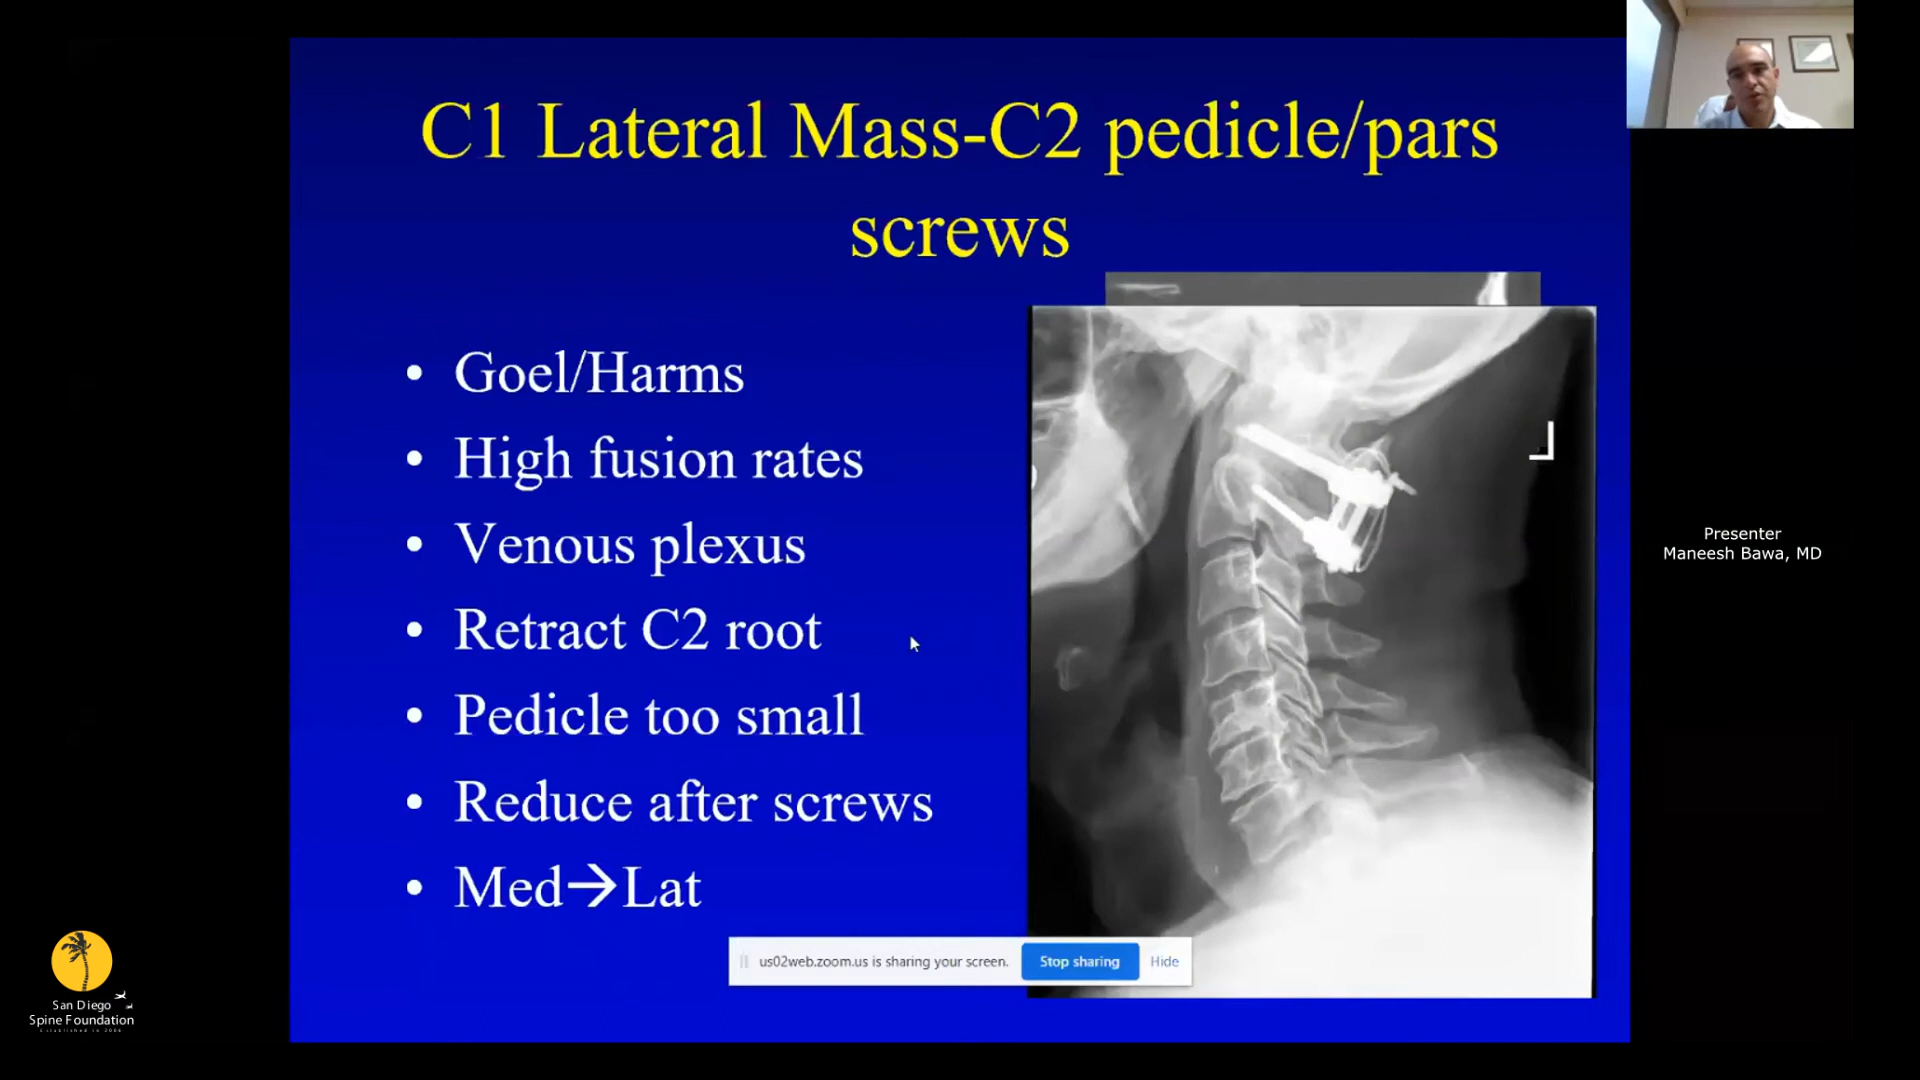 C1 Lateral Mass-C2 pedicle/pars
screws
• Goel/Harms
• High fusion rates
• Venous plexus
• Retract C2 root
• Pedicle too small
• Reduce after screws
• Med→Lat
us02web.zoom.us is sharing your screen.
Stop sharing
Hide
Presenter
Maneesh Bawa, MD
San Diego
Spine Foundation